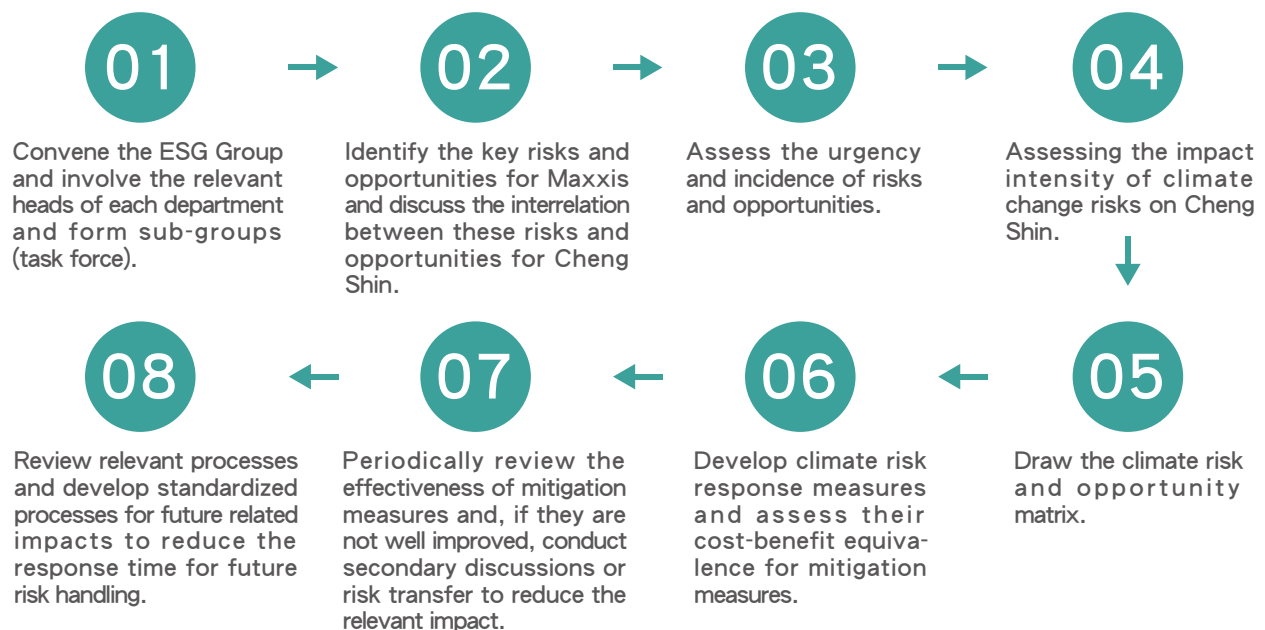 01
Convene the ESG Group
and involve the relevant
heads of each department
and form sub-groups
(task force).
02
Identify the key risks and
opportunities for Maxxis
and discuss the interrelation
between these risks and
opportunities for Cheng
Shin.
03
Assess the urgency
and incidence of risks
and opportunities.
04
Assessing the impact
intensity of climate
change risks on Cheng
Shin.
05
Draw the climate risk
and opportunity
matrix.
06
Develop climate risk
response measures
and assess their
cost-benefit equiva-
lence for mitigation
measures.
07
Periodically review the
effectiveness of mitigation
measures and, if they are
not well improved, conduct
secondary discussions or
risk transfer to reduce the
relevant impact.
08
Review relevant processes
and develop standardized
processes for future related
impacts to reduce the
response time for future
risk handling.